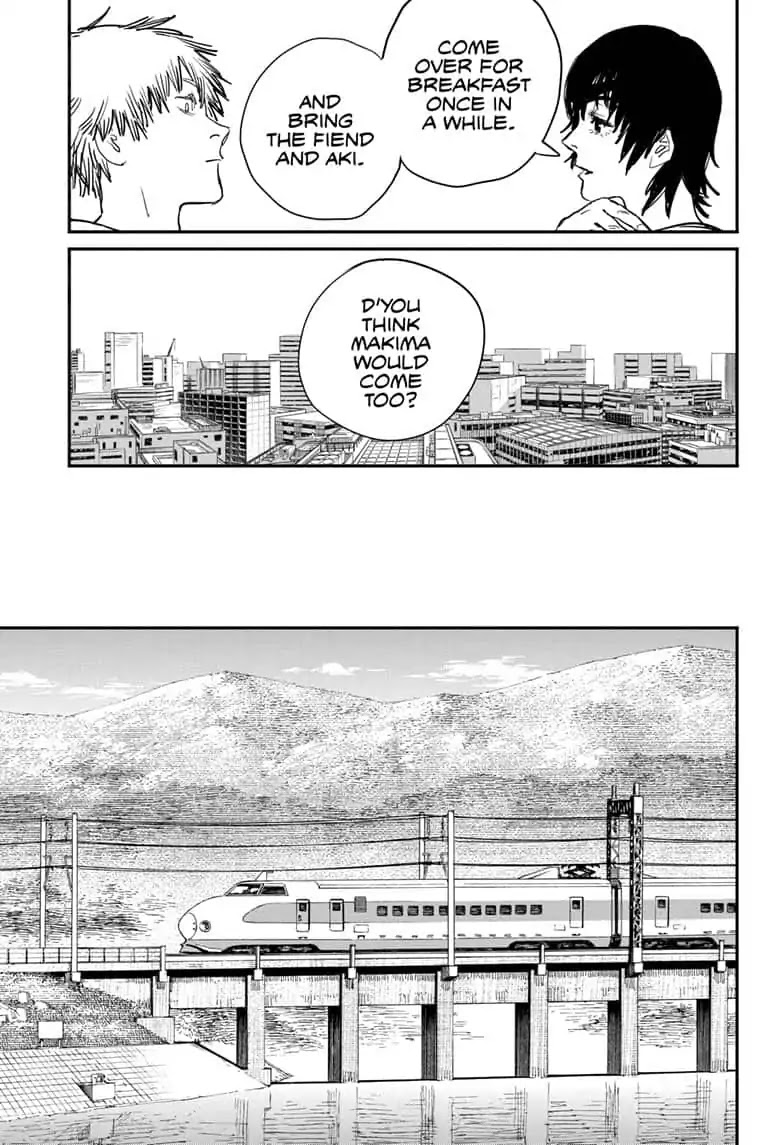 COME
OVER FOR
BREAKFAST
ONCE IN
A WHILE.
AND
BRING
THE FIEND
AND AKI.
D'YOU
THINK
MAKIMA
WOULD
COME
TOO?